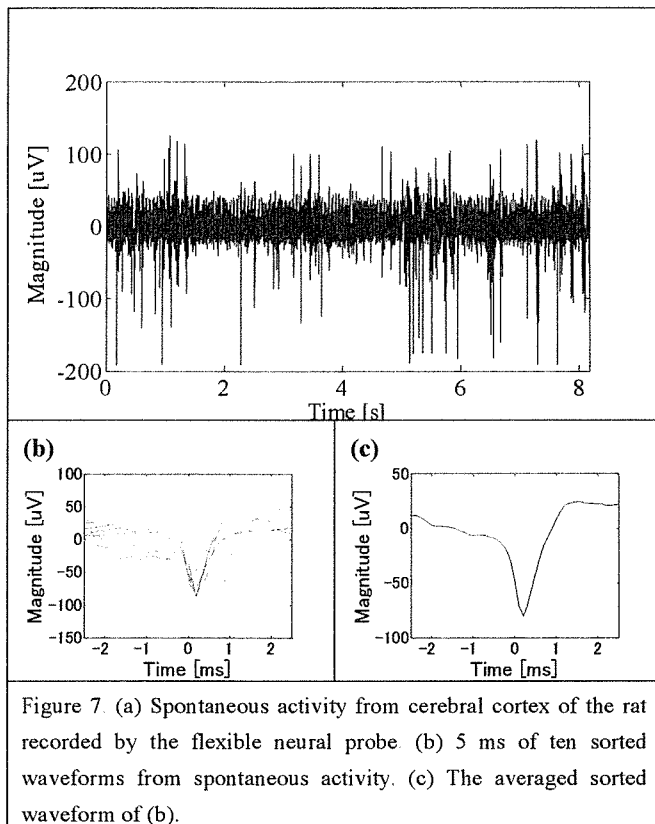 200
100
0
-100
-200
Magnitude [uV]
0 2 4 6 8
Time [s]
(b)
100
50
0
-50
-100
-150
Magnitude [uV]
-2 -1 0 1 2
Time [ms]
(c)
50
0
-50
-100
Magnitude [uV]
-2 -1 0 1 2
Time [ms]
Figure 7. (a) Spontaneous activity from cerebral cortex of the rat
recorded by the flexible neural probe. (b) 5 ms of ten sorted
waveforms from spontaneous activity. (c) The averaged sorted
waveform of (b).